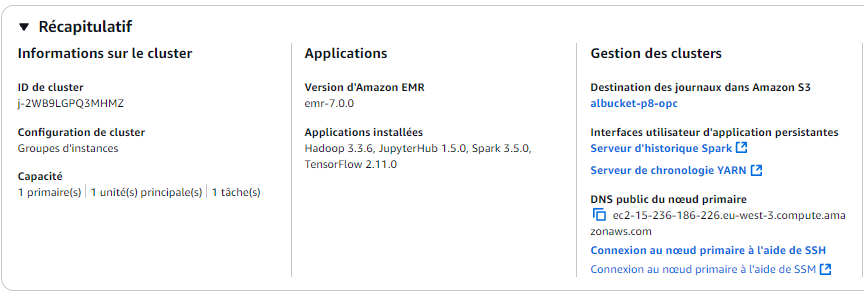 Récapitulatif
Informations sur le cluster
ID de cluster
j-2WB9LGPQ3MHMZ
Configuration de cluster
Groupes d'instances
Capacité
1 primaire(s) 1 unité(s) principale(s) 1 tâche(s)
Applications
Version d'Amazon EMR
emr-7.0.0
Applications installées
Hadoop 3.3.6, JupyterHub 1.5.0, Spark 3.5.0,
TensorFlow 2.11.0
Gestion des clusters
Destination des journaux dans Amazon S3
albucket-p8-opc
Interfaces utilisateur d'application persistantes
Serveur d'historique Spark
Serveur de chronologie YARN
DNS public du nœud primaire
ec2-15-236-186-226.eu-west-3.compute.ama
zonaws.com
Connexion au nœud primaire à l'aide de SSH
Connexion au nœud primaire à l'aide de SSM